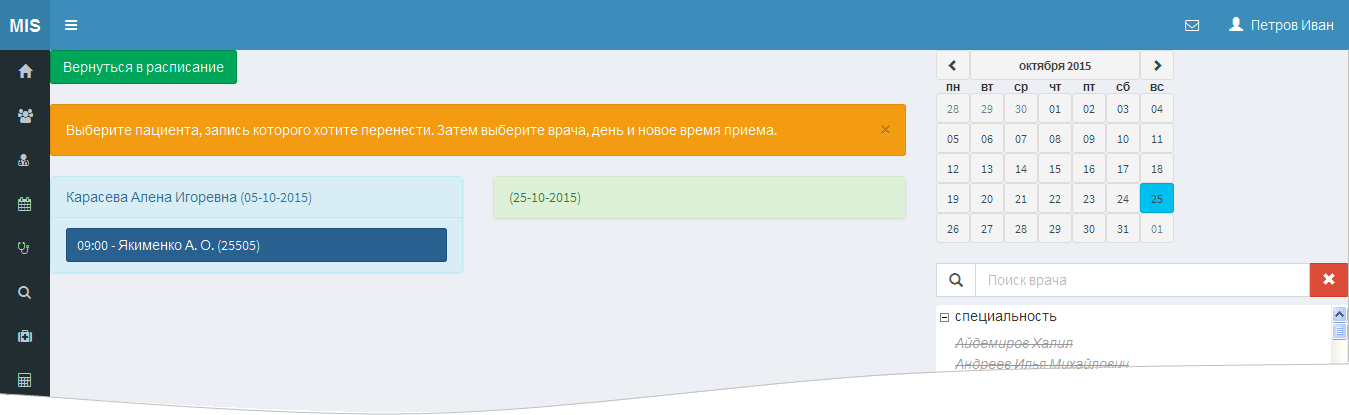 MIS
Петров Иван
Вернуться в расписание
Выберите пациента, запись которого хотите перенести. Затем выберите врача, день и новое время приема.
×
Карасева Алена Игоревна (05-10-2015)
09:00 - Якименко А. О. (25505)
(25-10-2015)
октября 2015
пн вт ср чт пт сб вс
28 29 30 01 02 03 04
05 06 07 08 09 10 11
12 13 14 15 16 17 18
19 20 21 22 23 24 25
26 27 28 29 30 31 01
Поиск врача
специальность
Айдемиров Халил
Андреев Илья Михайлович